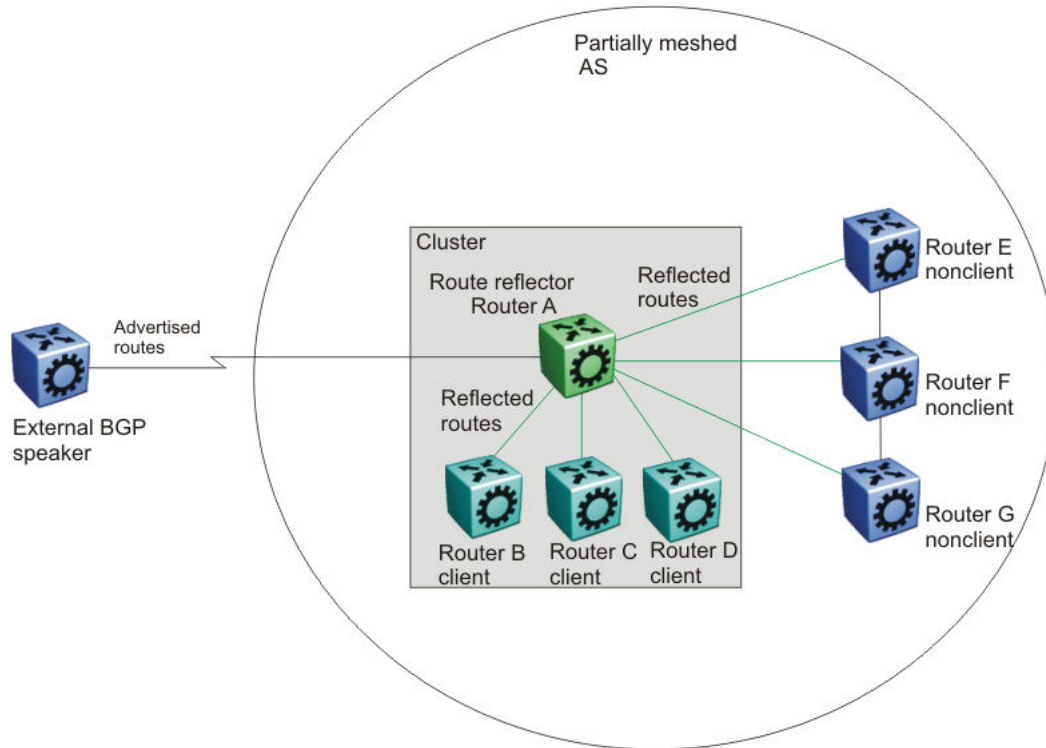 Partially meshed
AS
Cluster
Route reflector
Router A
Reflected
routes
Router E
nonclient
Advertised
routes
External BGP
speaker
Reflected
routes
Router F
nonclient
Router B
client
Router C
client
Router D
client
Router G
nonclient